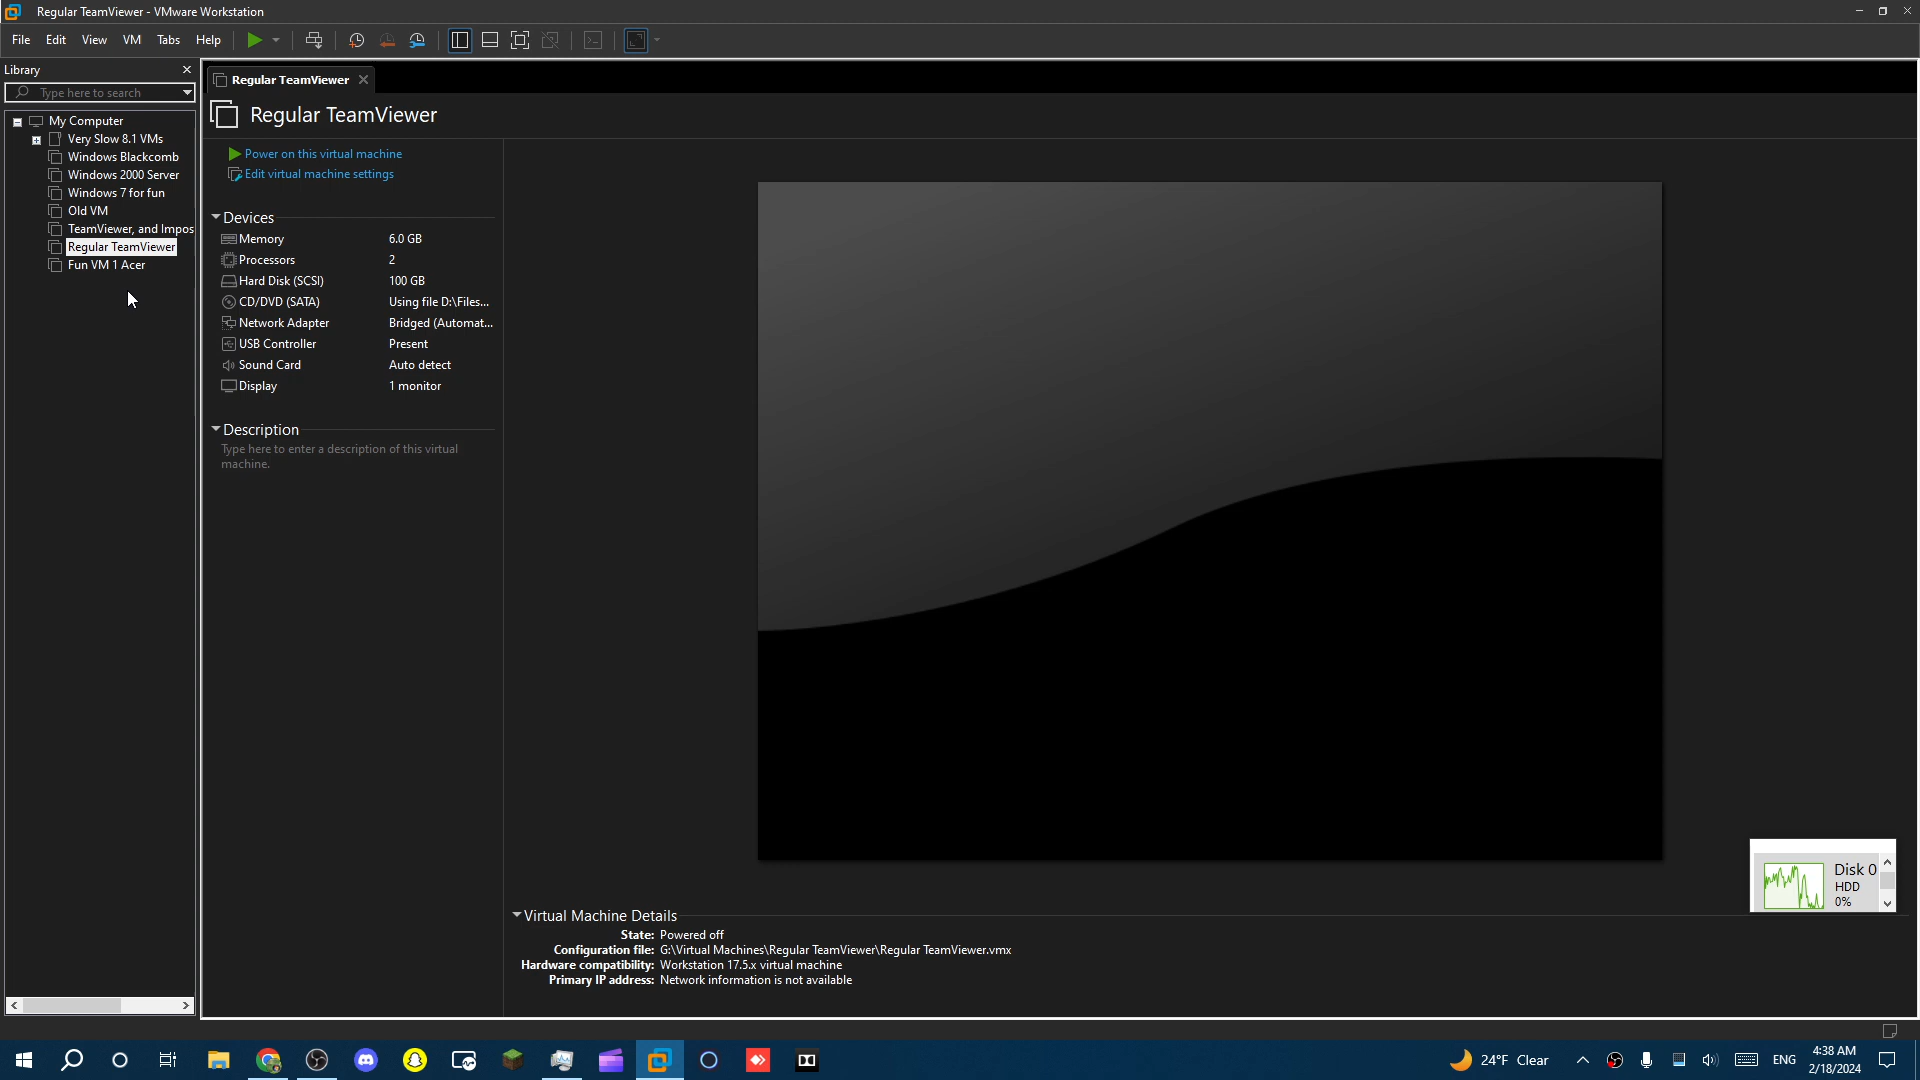 Regular TeamViewer - VMware Workstation
File Edit View VM Tabs Help
Library
Type here to search
My Computer
Very Slow 8.1 VMs
Windows Blackcomb
Windows 2000 Server
Windows 7 for fun
Old VM
TeamViewer, and Impos
Regular TeamViewer
Fun VM 1 Acer
Regular TeamViewer
Regular TeamViewer
Power on this virtual machine
Edit virtual machine settings
Devices
Memory 6.0 GB
Processors 2
Hard Disk (SCSI) 100 GB
CD/DVD (SATA) Using file D:\Files...
Network Adapter Bridged (Automat...
USB Controller Present
Sound Card Auto detect
Display 1 monitor
Description
Type here to enter a description of this virtual
machine.
Disk 0
HDD
0%
Virtual Machine Details
State: Powered off
Configuration file: G:\Virtual Machines\Regular TeamViewer\Regular TeamViewer.vmx
Hardware compatibility: Workstation 17.5.x virtual machine
Primary IP address: Network information is not available
24°F Clear
ENG
4:38 AM
2/18/2024